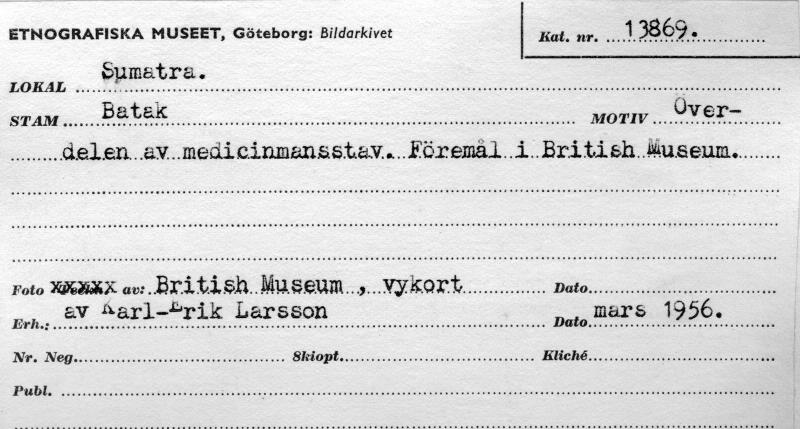 ETNOGRAFISKA MUSEET, Göteborg: Bildarkivet
Kat. nr. 13869.
LOKAL Sumatra.
STAM Batak MOTIV Över-
delen av medicinmansstav. Föremål i British Museum.
Foto xxxxx av: British Museum , vykort Dato
Erh.: av Karl-Erik Larsson Dato mars 1956.
Nr. Neg. Skiopt. Kliché
Publ.